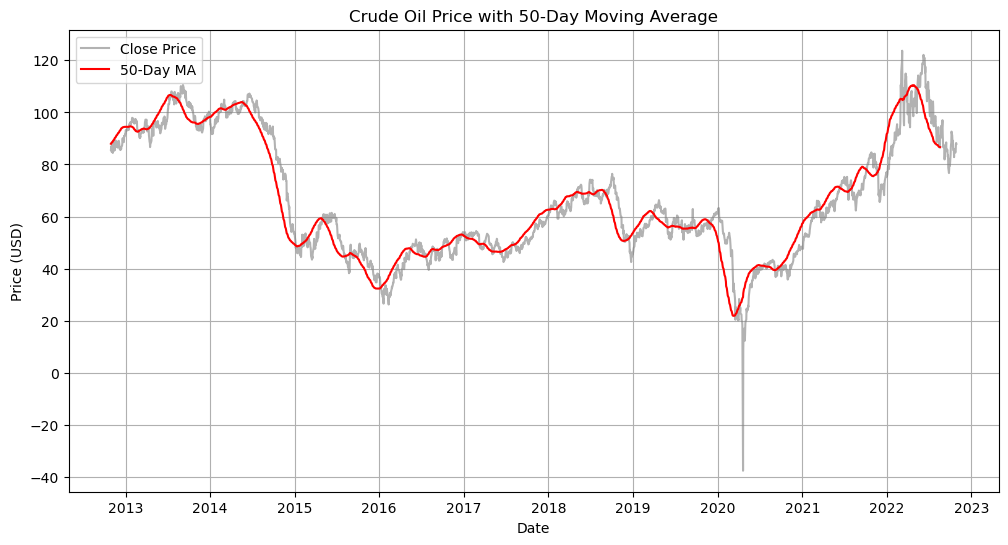 Crude Oil Price with 50-Day Moving Average
Close Price
50-Day MA
Price (USD)
120
100
80
60
40
20
0
−20
−40
2013 2014 2015 2016 2017 2018 2019 2020 2021 2022 2023
Date